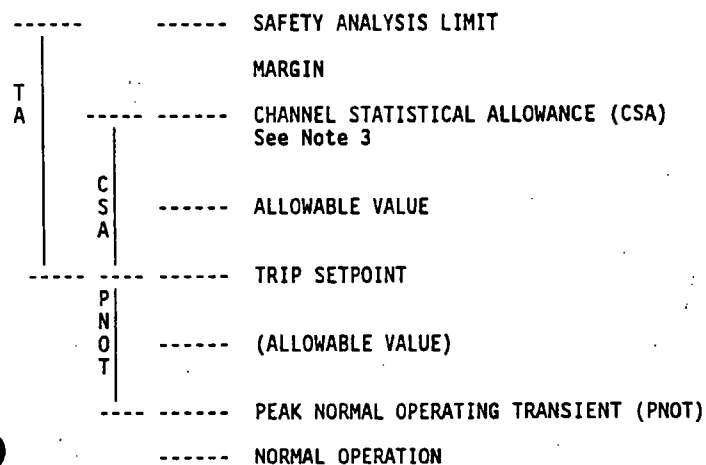 ------ ------ SAFETY ANALYSIS LIMIT
MARGIN
T
A ----- ------ CHANNEL STATISTICAL ALLOWANCE (CSA)
See Note 3
C
S ------ ALLOWABLE VALUE
A
----- ---- ------ TRIP SETPOINT
P
N
O ------ (ALLOWABLE VALUE)
T
---- ------ PEAK NORMAL OPERATING TRANSIENT (PNOT)
------ NORMAL OPERATION